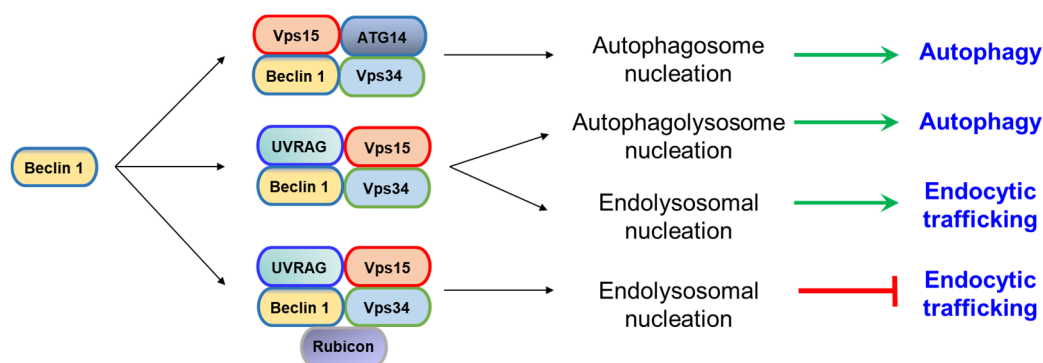 Vps15 ATG14
Beclin 1 Vps34
Autophagosome
nucleation
Autophagy
Beclin 1
UVRAG Vps15
Beclin 1 Vps34
Autophagolysosome
nucleation
Autophagy
Endolysosomal
nucleation
Endocytic
trafficking
UVRAG Vps15
Beclin 1 Vps34
Rubicon
Endolysosomal
nucleation
Endocytic
trafficking